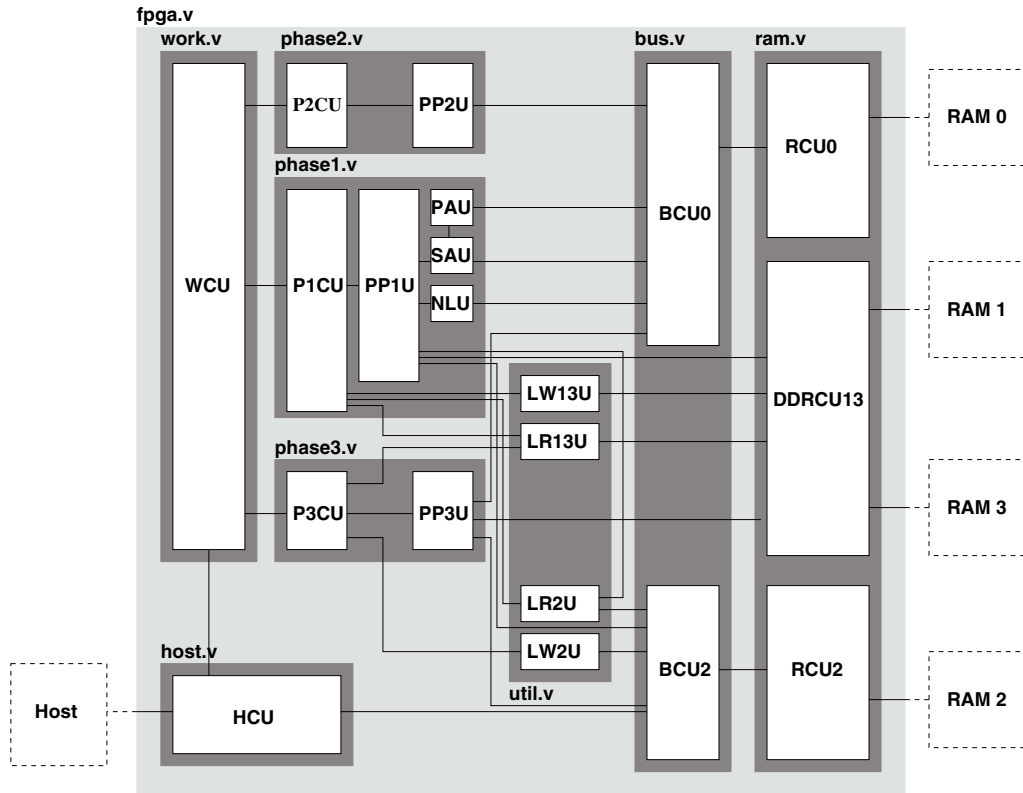 fpga.v
work.v
phase2.v
bus.v
ram.v
P2CU
PP2U
RAM 0
RCU0
phase1.v
PAU
BCU0
SAU
WCU
P1CU
PP1U
NLU
RAM 1
LW13U
DDRCU13
LR13U
phase3.v
P3CU
PP3U
RAM 3
LR2U
host.v
LW2U
BCU2
RCU2
util.v
Host
HCU
RAM 2